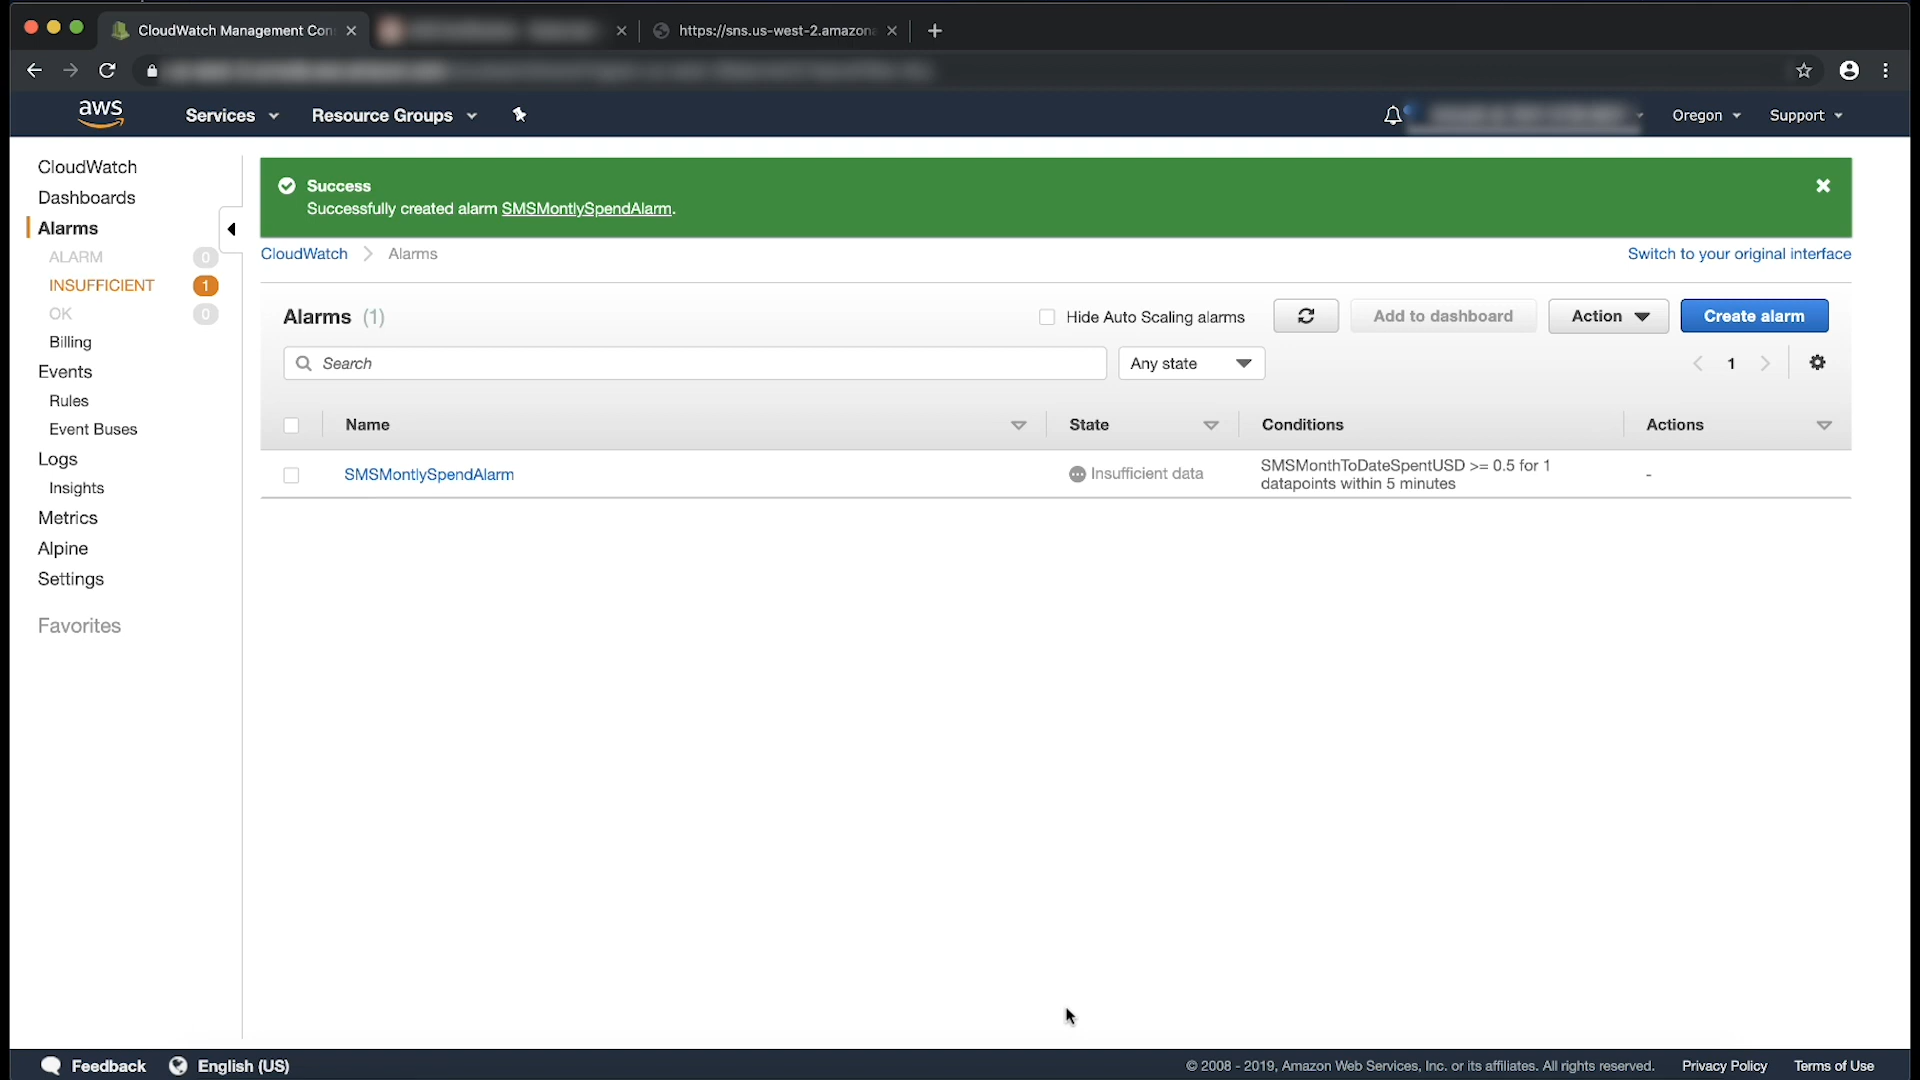 CloudWatch Management Con
https://sns.us-west-2.amazon
aws
Services
Resource Groups
Oregon
Support
CloudWatch
Dashboards
Alarms
ALARM 0
INSUFFICIENT 1
OK 0
Billing
Events
Rules
Event Buses
Logs
Insights
Metrics
Alpine
Settings
Favorites
Success
Successfully created alarm SMSMontlySpendAlarm.
CloudWatch Alarms
Switch to your original interface
Alarms (1)
Hide Auto Scaling alarms
Add to dashboard
Action
Create alarm
Search
Any state
1
Name
State
Conditions
Actions
SMSMontlySpendAlarm
Insufficient data
SMSMonthToDateSpentUSD >= 0.5 for 1
datapoints within 5 minutes
-
Feedback
English (US)
© 2008 - 2019, Amazon Web Services, Inc. or its affiliates. All rights reserved.
Privacy Policy
Terms of Use